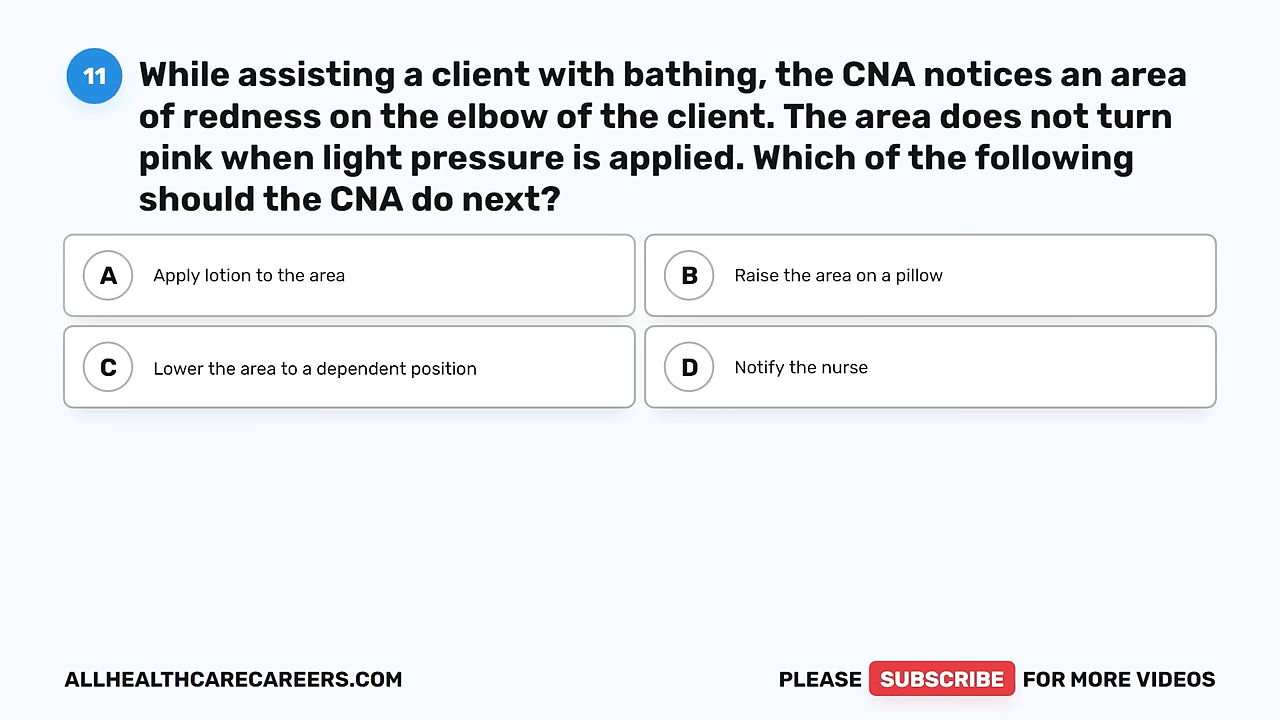 11
While assisting a client with bathing, the CNA notices an area
of redness on the elbow of the client. The area does not turn
pink when light pressure is applied. Which of the following
should the CNA do next?
A Apply lotion to the area
B Raise the area on a pillow
C Lower the area to a dependent position
D Notify the nurse
ALLHEALTHCARECAREERS.COM
PLEASE SUBSCRIBE FOR MORE VIDEOS